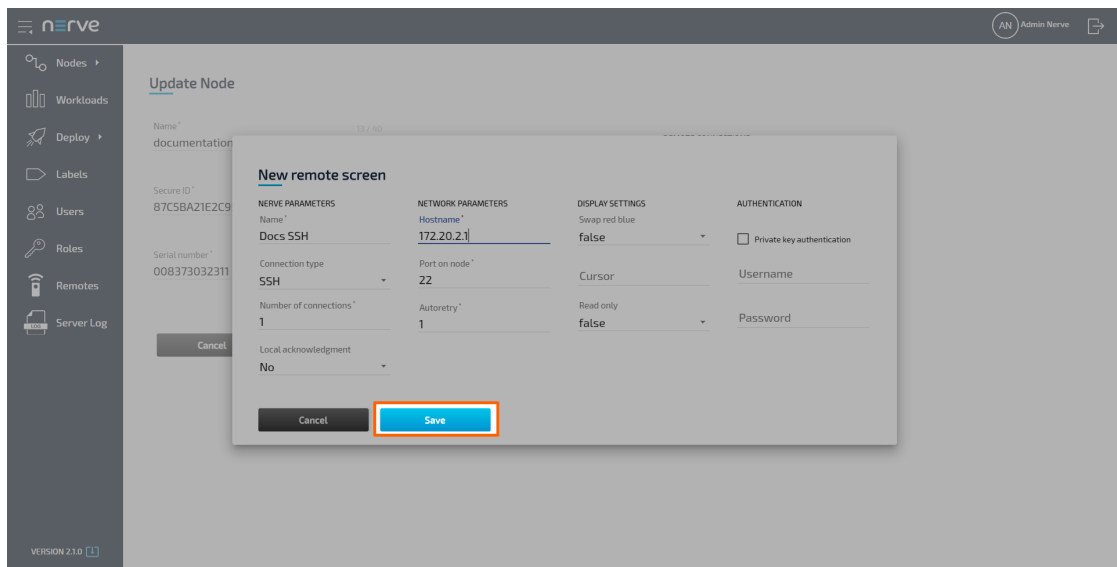 nerve
AN Admin Nerve
Nodes
Workloads
Deploy
Labels
Users
Roles
Remotes
LOG Server Log
VERSION 2.1.0
Update Node
Name*
13 / 40
documentation
Secure ID*
87C5BA21E2C9
Serial number*
008373032311
Cancel
New remote screen
NERVE PARAMETERS
Name*
Docs SSH
Connection type
SSH
Number of connections*
1
Local acknowledgment
No
NETWORK PARAMETERS
Hostname*
172.20.2.1
Port on node*
22
Autoretry*
1
DISPLAY SETTINGS
Swap red blue
false
Cursor
Read only
false
AUTHENTICATION
Private key authentication
Username
Password
Cancel
Save